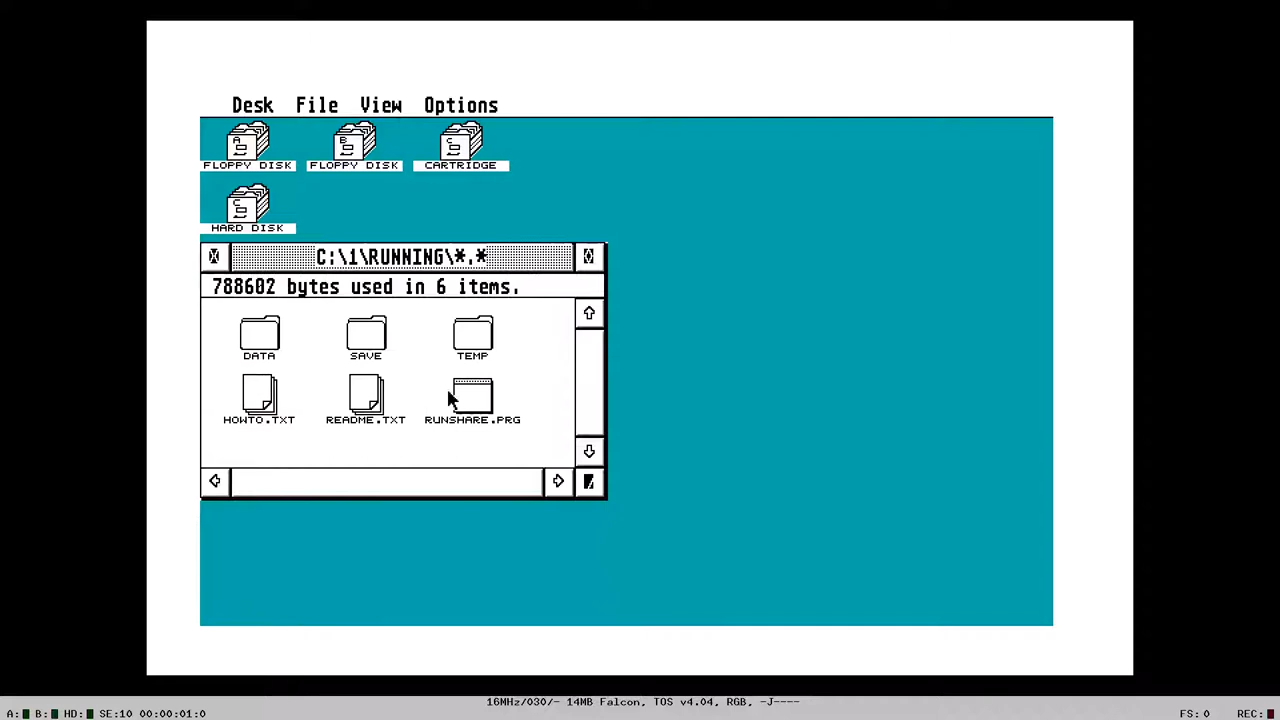 Desk File View Options
A B C
FLOPPY DISK FLOPPY DISK CARTRIDGE
C
HARD DISK
C:\1\RUNNING\*.*
788602 bytes used in 6 items.
DATA SAVE TEMP
HOWTO.TXT README.TXT RUNSHARE.PRG
16MHz/030/- 14MB Falcon, TOS v4.04, RGB, -J----
A: B: HD: SE:10 00:00:01:0 FS: 0 REC: